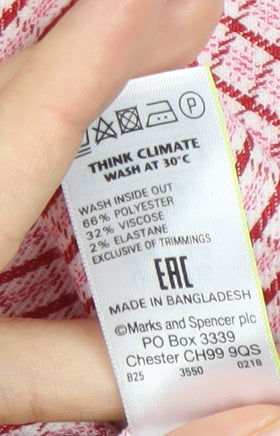 P
THINK CLIMATE
WASH AT 30°C
WASH INSIDE OUT
66% POLYESTER
32% VISCOSE
2% ELASTANE
EXCLUSIVE OF TRIMMINGS
EAC
MADE IN BANGLADESH
©Marks and Spencer plc
PO Box 3339
Chester CH99 9QS
B25 3550 0218